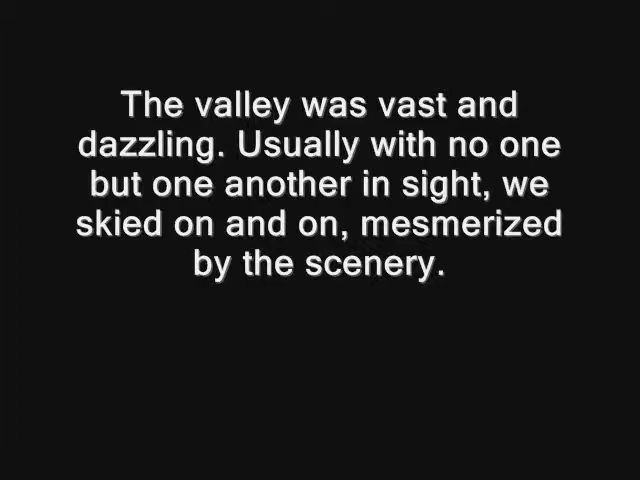 The valley was vast and
dazzling. Usually with no one
but one another in sight, we
skied on and on, mesmerized
by the scenery.